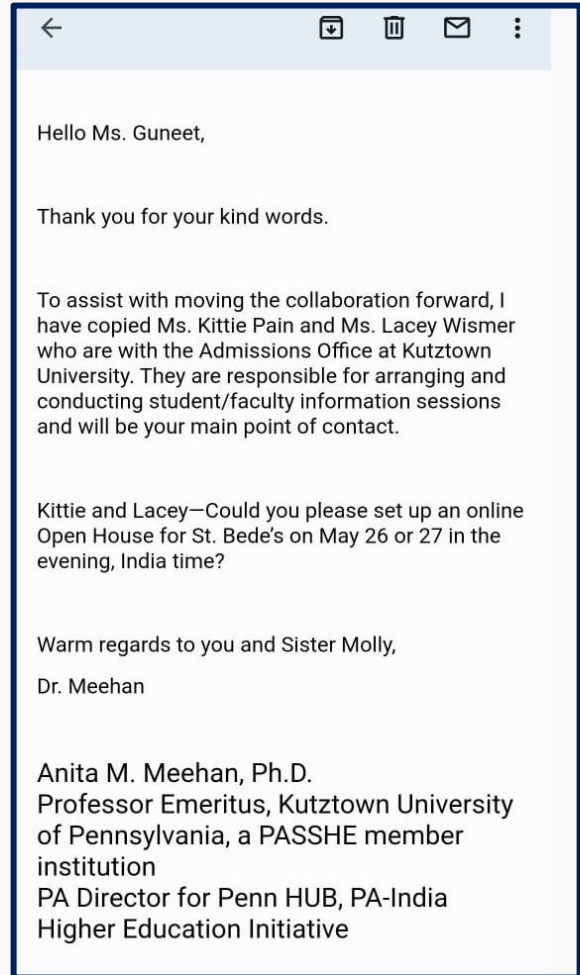 Hello Ms. Guneet,
Thank you for your kind words.
To assist with moving the collaboration forward, I
have copied Ms. Kittie Pain and Ms. Lacey Wismer
who are with the Admissions Office at Kutztown
University. They are responsible for arranging and
conducting student/faculty information sessions
and will be your main point of contact.
Kittie and Lacey—Could you please set up an online
Open House for St. Bede’s on May 26 or 27 in the
evening, India time?
Warm regards to you and Sister Molly,
Dr. Meehan
Anita M. Meehan, Ph.D.
Professor Emeritus, Kutztown University
of Pennsylvania, a PASSHE member
institution
PA Director for Penn HUB, PA-India
Higher Education Initiative